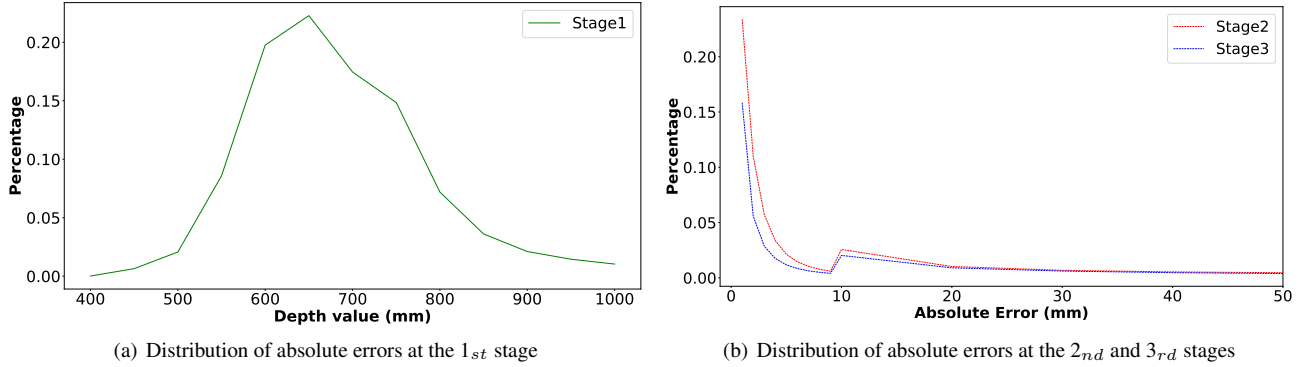 Stage1
Percentage
0.20
0.15
0.10
0.05
0.00
400 500 600 700 800 900 1000
Depth value (mm)
(a) Distribution of absolute errors at the 1st stage
Stage2
Stage3
Percentage
0.20
0.15
0.10
0.05
0.00
0 10 20 30 40 50
Absolute Error (mm)
(b) Distribution of absolute errors at the 2nd and 3rd stages